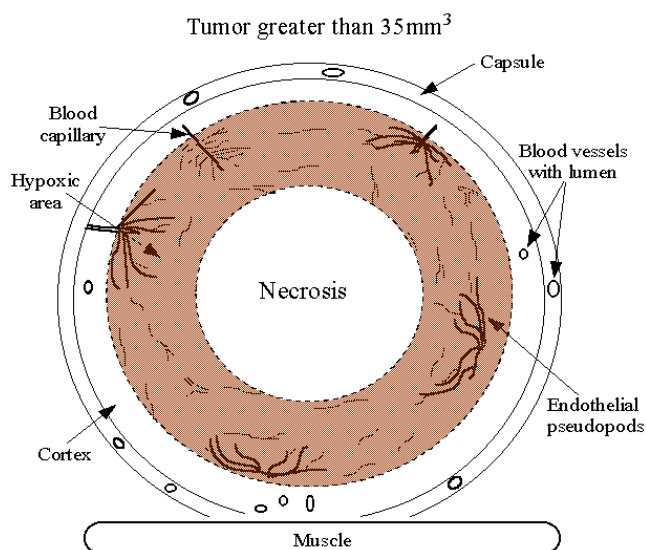 Tumor greater than 35mm³
Capsule
Blood
capillary
Blood vessels
with lumen
Hypoxic
area
Necrosis
Endothelial
pseudopods
Cortex
Muscle